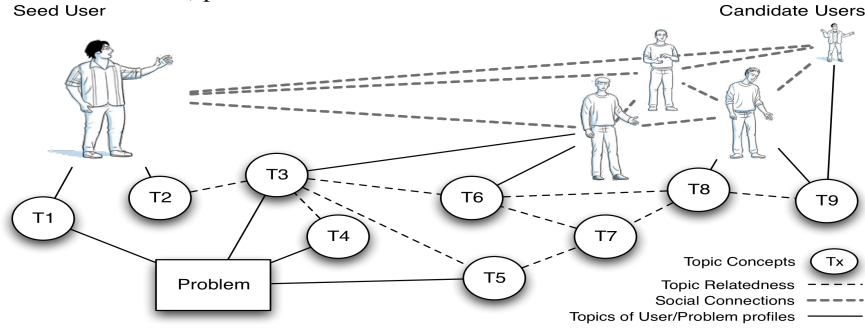 Seed User
Candidate Users
T1
T2
T3
T4
T5
T6
T7
T8
T9
Problem
Topic Concepts
Tx
Topic Relatedness
Social Connections
Topics of User/Problem profiles